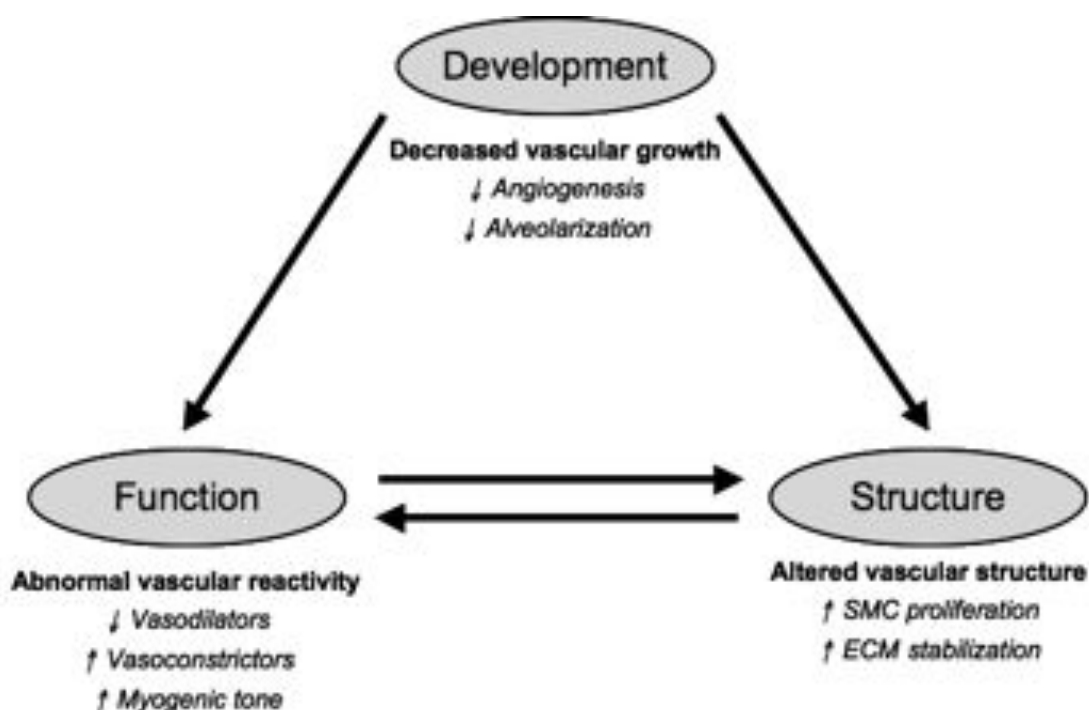 Development
Decreased vascular growth
↓ Angiogenesis
↓ Alveolarization
Function
Abnormal vascular reactivity
↓ Vasodilators
↑ Vasoconstrictors
↑ Myogenic tone
Structure
Altered vascular structure
↑ SMC proliferation
↑ ECM stabilization